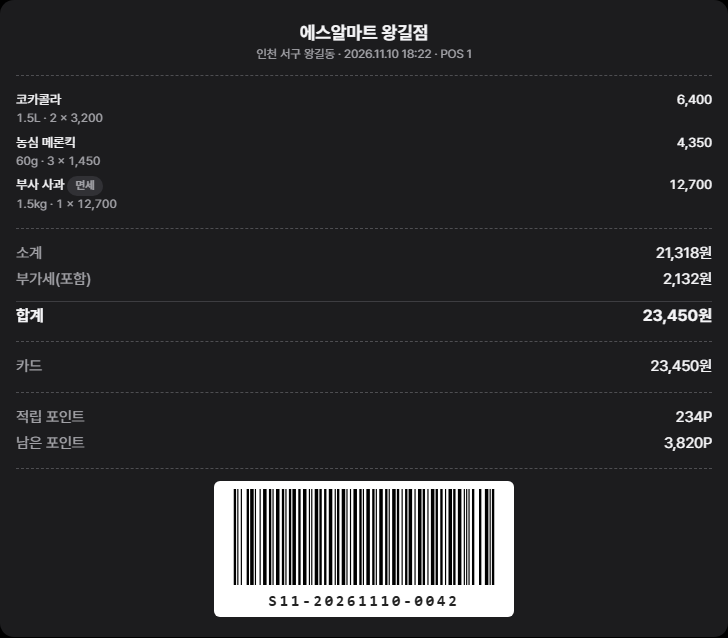 에스알마트 왕길점
인천 서구 왕길동 · 2026.11.10 18:22 · POS 1
코카콜라 6,400
1.5L · 2 × 3,200
농심 메론킥 4,350
60g · 3 × 1,450
부사 사과 면세 12,700
1.5kg · 1 × 12,700
소계 21,318원
부가세(포함) 2,132원
합계 23,450원
카드 23,450원
적립 포인트 234P
남은 포인트 3,820P
S11-20261110-0042